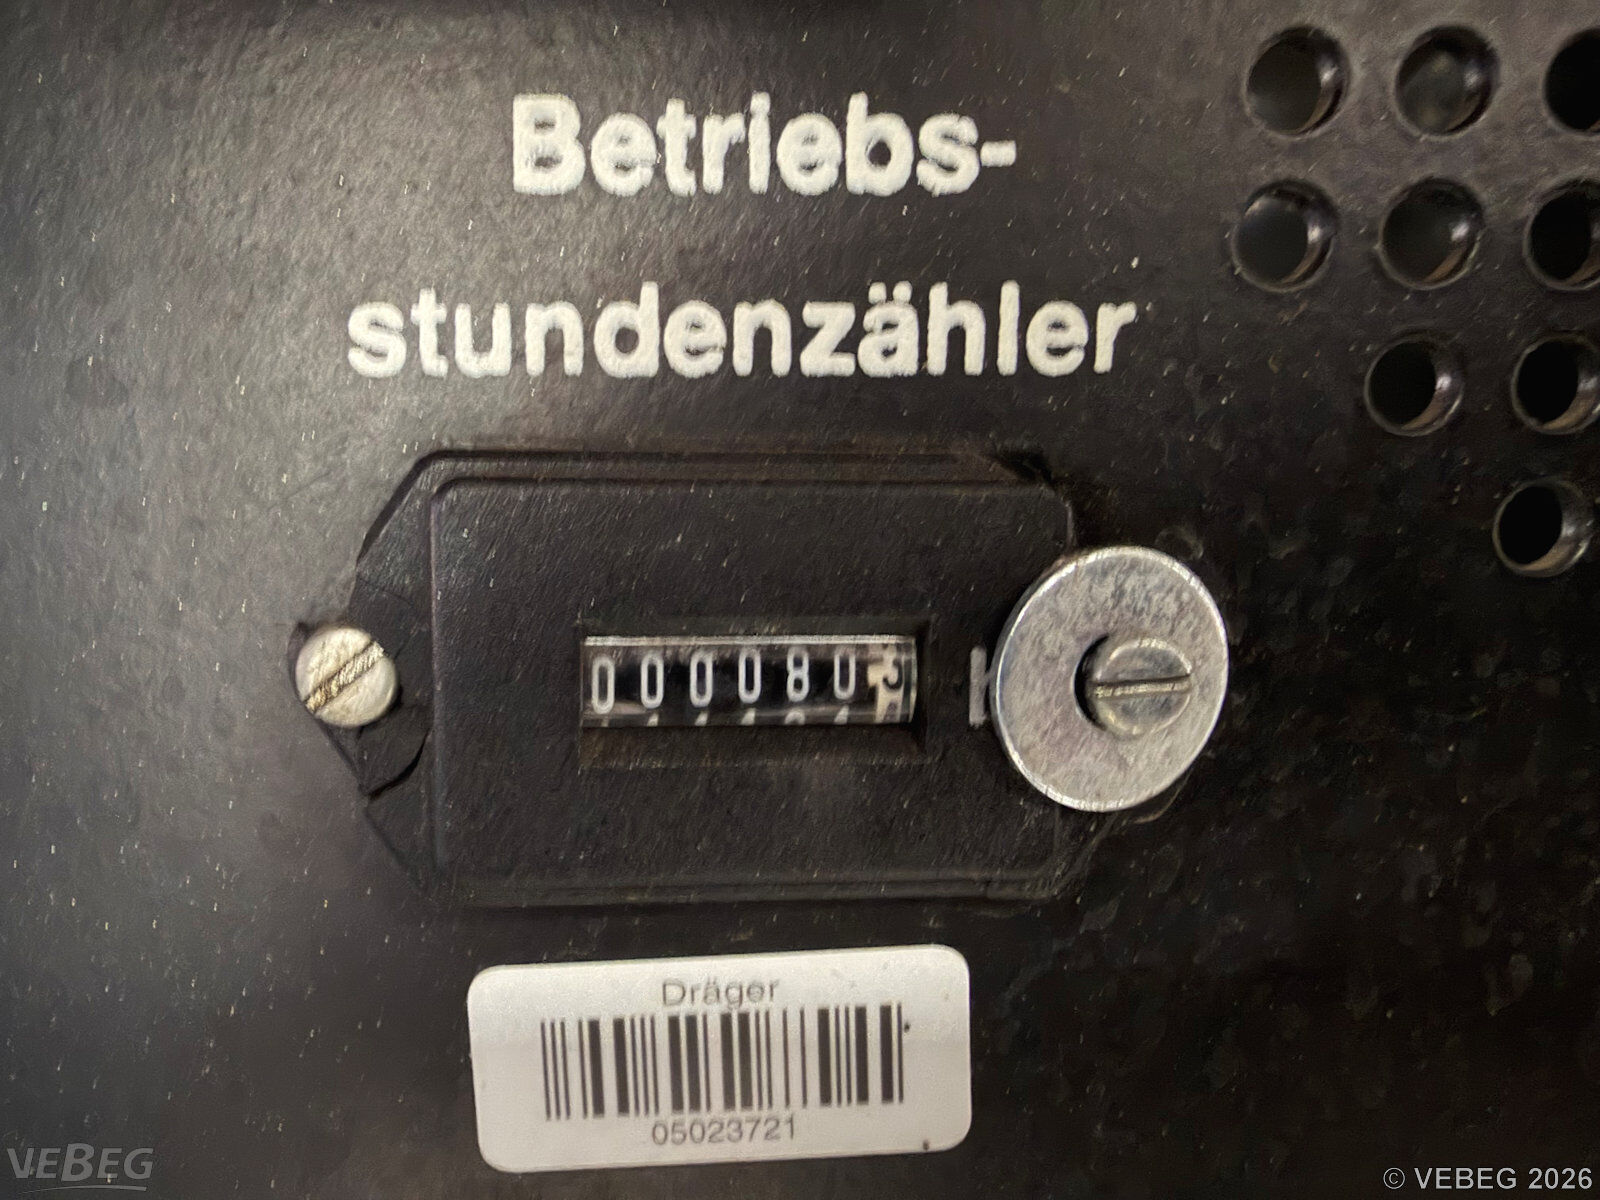 Betriebs-
stundenzähler
000080
h
Dräger
05023721
VEBEG
© VEBEG 2026